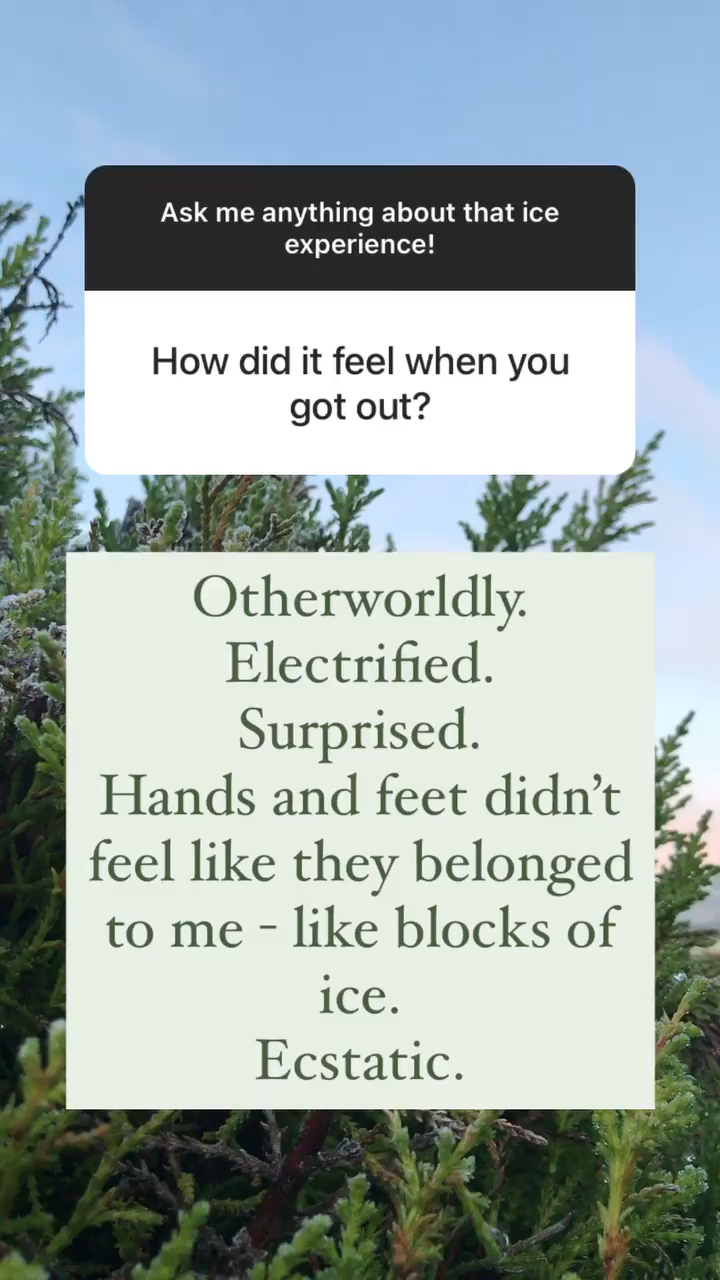 Ask me anything about that ice
experience!
How did it feel when you
got out?
Otherworldly.
Electrified.
Surprised.
Hands and feet didn’t
feel like they belonged
to me - like blocks of
ice.
Ecstatic.